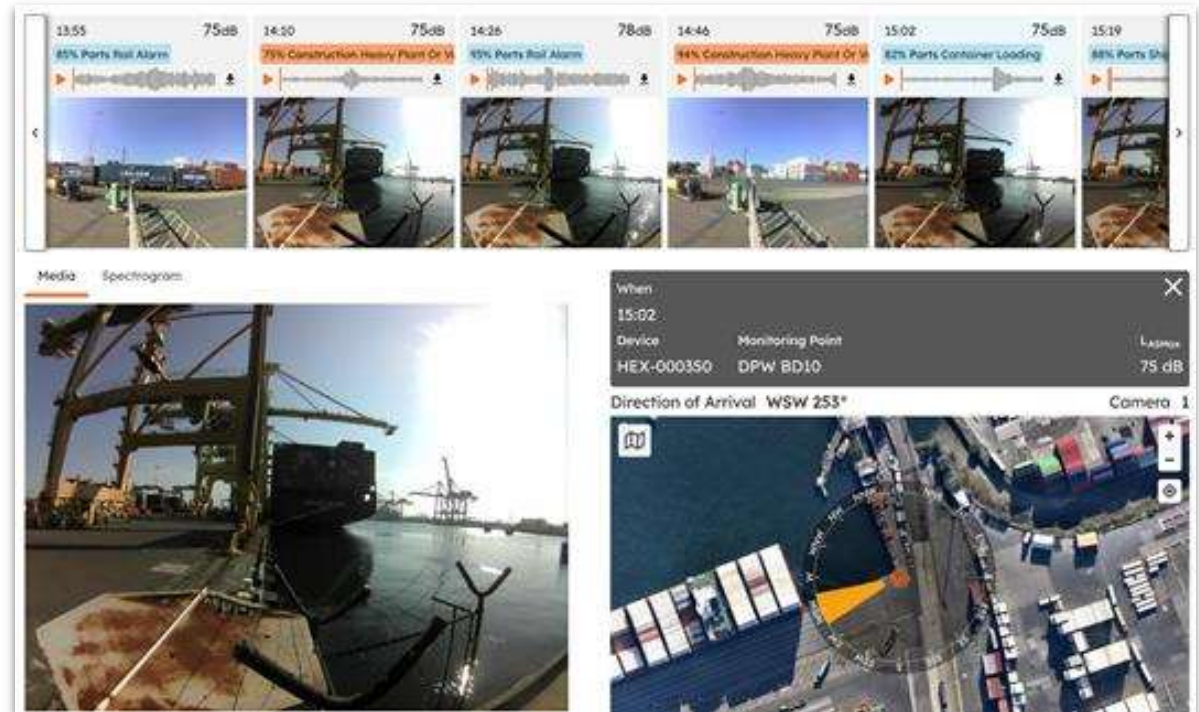 13:55 75dB
85% Ports Rail Alarm
14:10 75dB
75% Construction Heavy Plant Or V
14:26 78dB
95% Ports Rail Alarm
14:46 75dB
94% Construction Heavy Plant Or V
15:02 75dB
82% Ports Container Loading
15:19
88% Ports
Media Spectrogram
When
15:02
Device Monitoring Point LASMax
HEX-000350 DPW BD10 75 dB
Direction of Arrival WSW 253° Camera 1